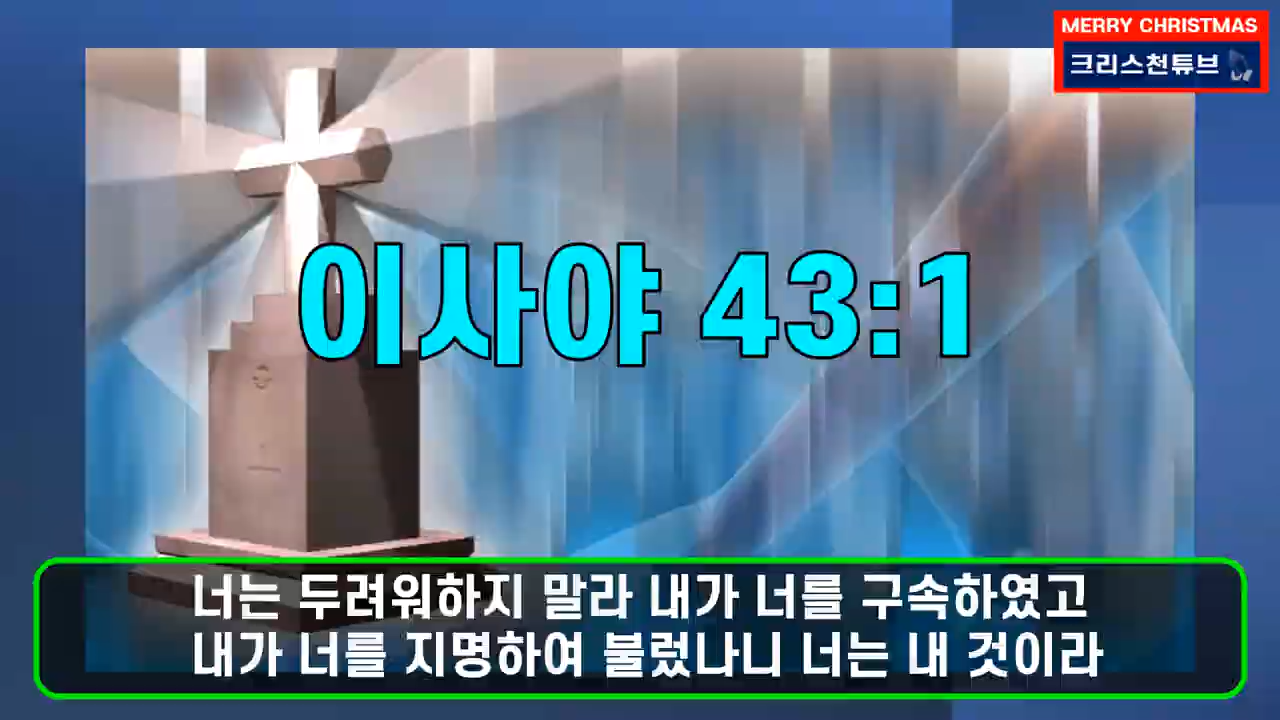 MERRY CHRISTMAS
크리스천튜브
이사야 43:1
너는 두려워하지 말라 내가 너를 구속하였고
내가 너를 지명하여 불렀나니 너는 내 것이라